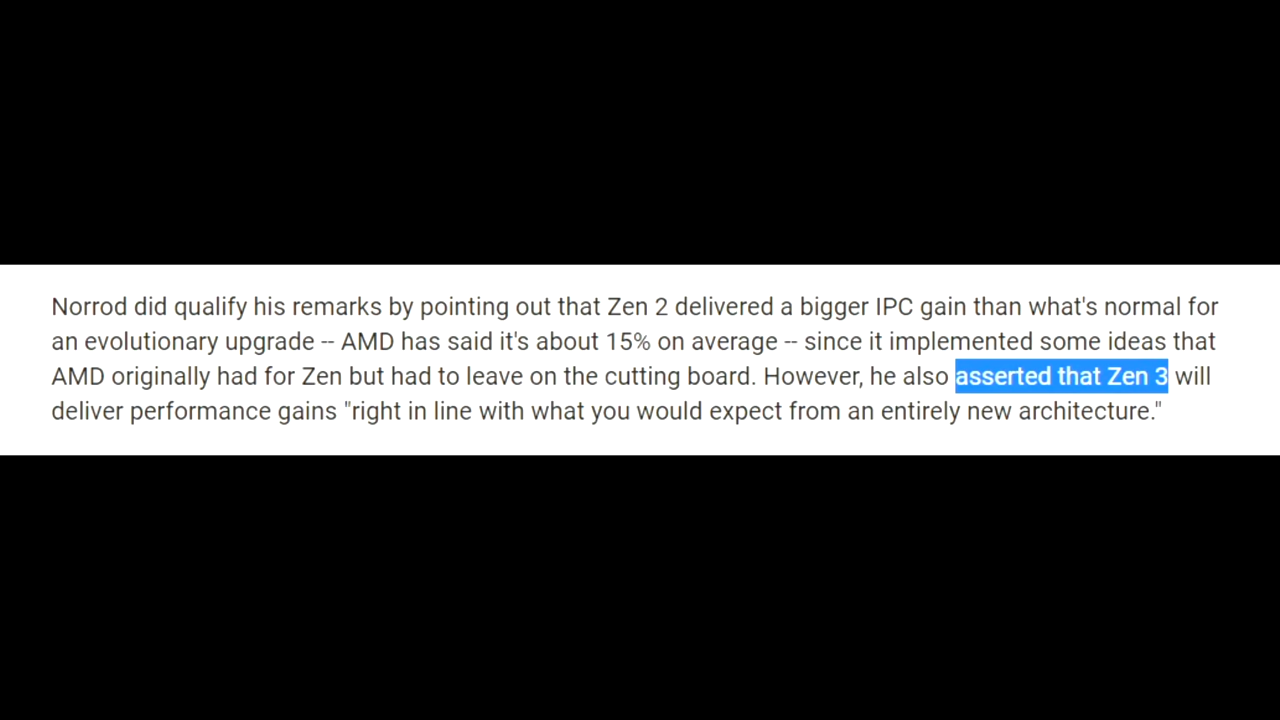 Norrod did qualify his remarks by pointing out that Zen 2 delivered a bigger IPC gain than what's normal for
an evolutionary upgrade -- AMD has said it's about 15% on average -- since it implemented some ideas that
AMD originally had for Zen but had to leave on the cutting board. However, he also asserted that Zen 3 will
deliver performance gains "right in line with what you would expect from an entirely new architecture."